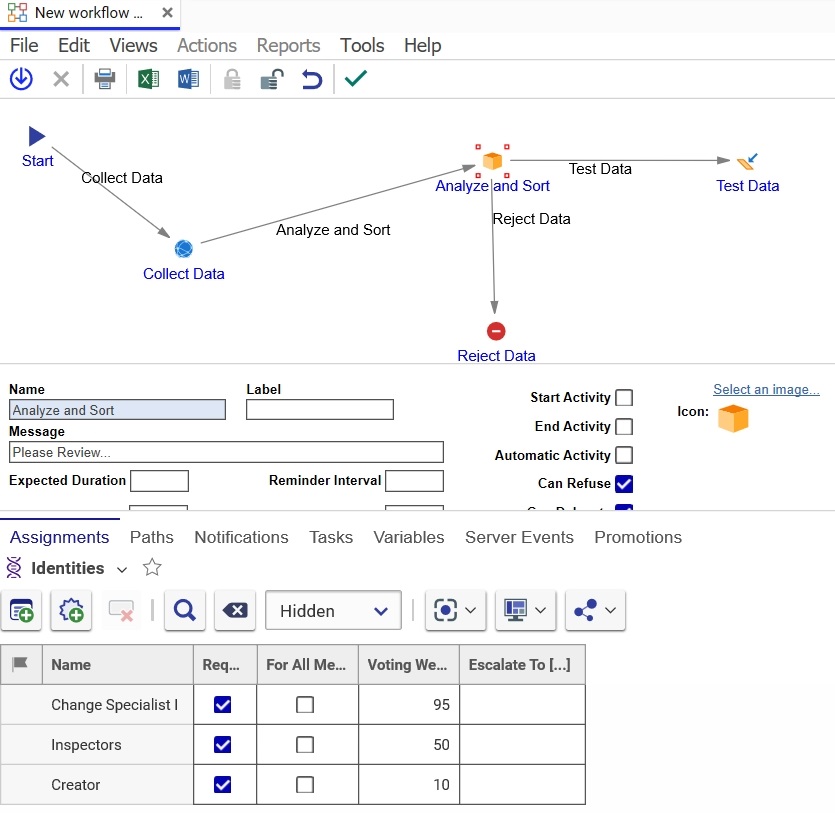 New workflow ...
File Edit Views Actions Reports Tools Help
Start
Collect Data
Analyze and Sort
Collect Data
Analyze and Sort
Test Data
Test Data
Reject Data
Reject Data
Name
Label
Analyze and Sort
Message
Please Review...
Expected Duration
Reminder Interval
Start Activity
End Activity
Automatic Activity
Can Refuse
Select an image...
Icon:
Assignments Paths Notifications Tasks Variables Server Events Promotions
Identities
Hidden
Name Req... For All Me... Voting We... Escalate To [...]
Change Specialist I 95
Inspectors 50
Creator 10